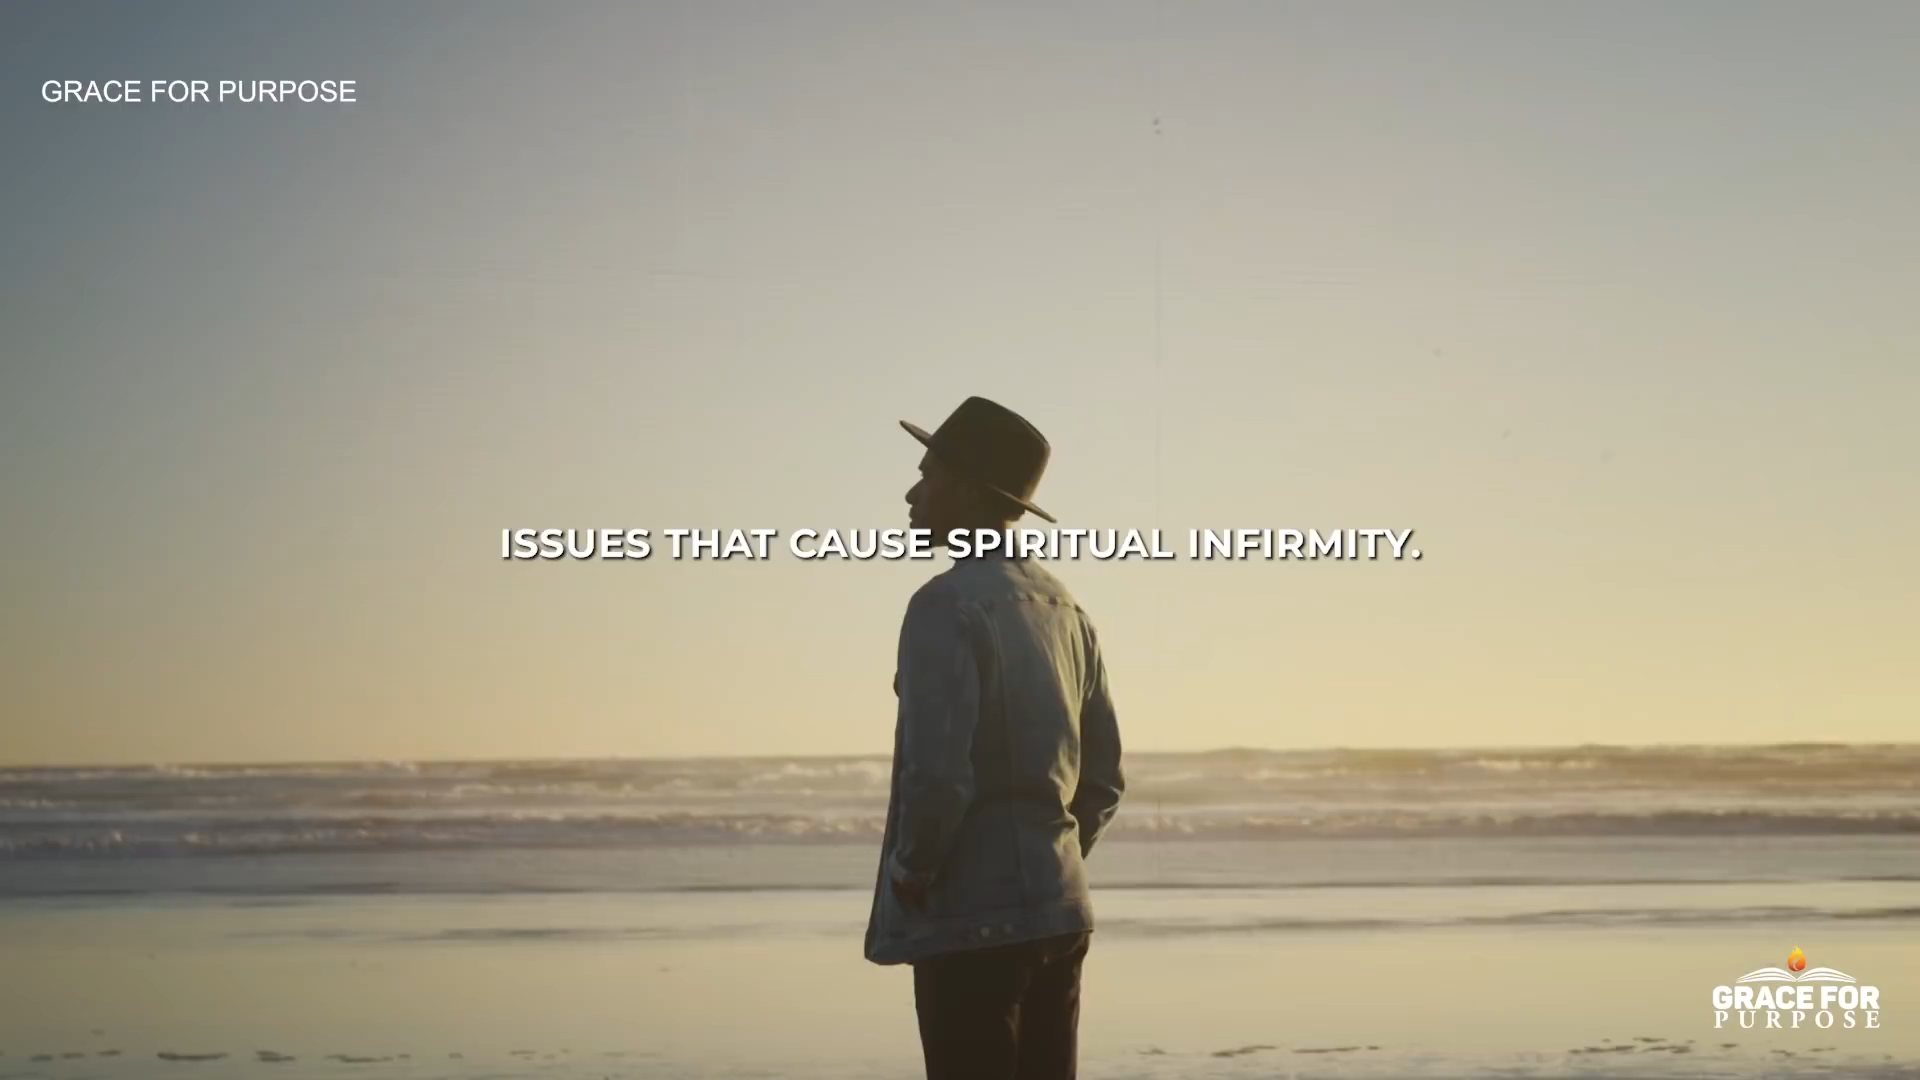 GRACE FOR PURPOSE
ISSUES THAT CAUSE SPIRITUAL INFIRMITY.
GRACE FOR
PURPOSE